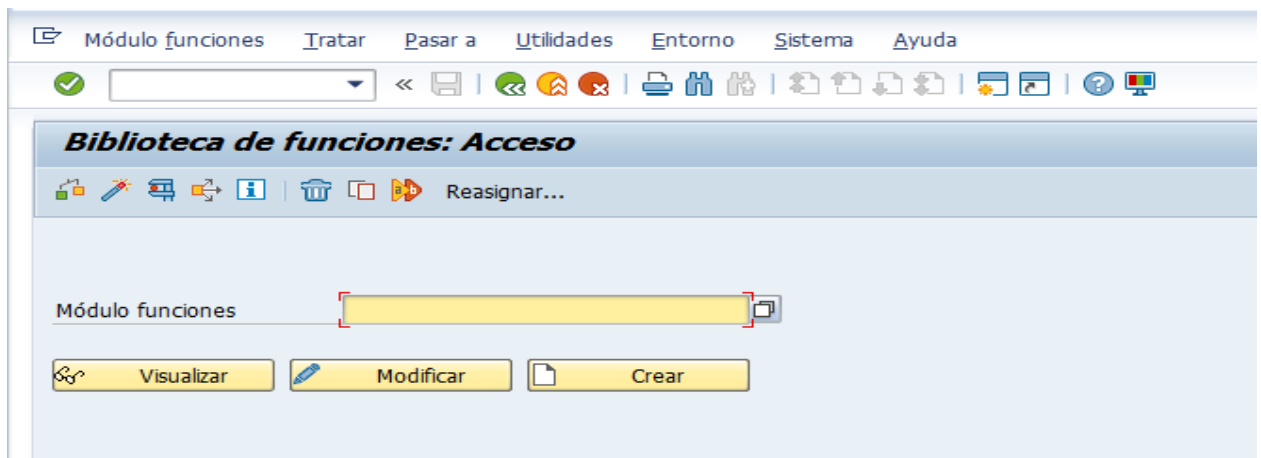 Módulo funciones Tratar Pasar a Utilidades Entorno Sistema Ayuda
Biblioteca de funciones: Acceso
Reasignar...
Módulo funciones
Visualizar Modificar Crear